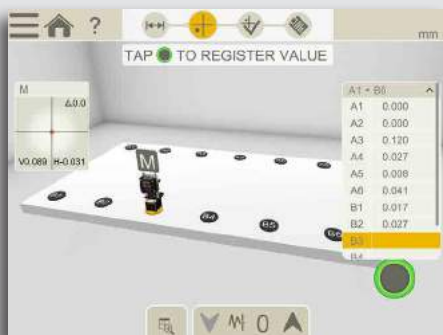 ?
mm
TAP TO REGISTER VALUE
M
Δ0.0
V0.089 H-0.031
M
B4
B5
B6
A1 - B6
A1 0.000
A2 0.000
A3 0.120
A4 0.027
A5 0.008
A6 0.041
B1 0.017
B2 0.027
B3
B4
0